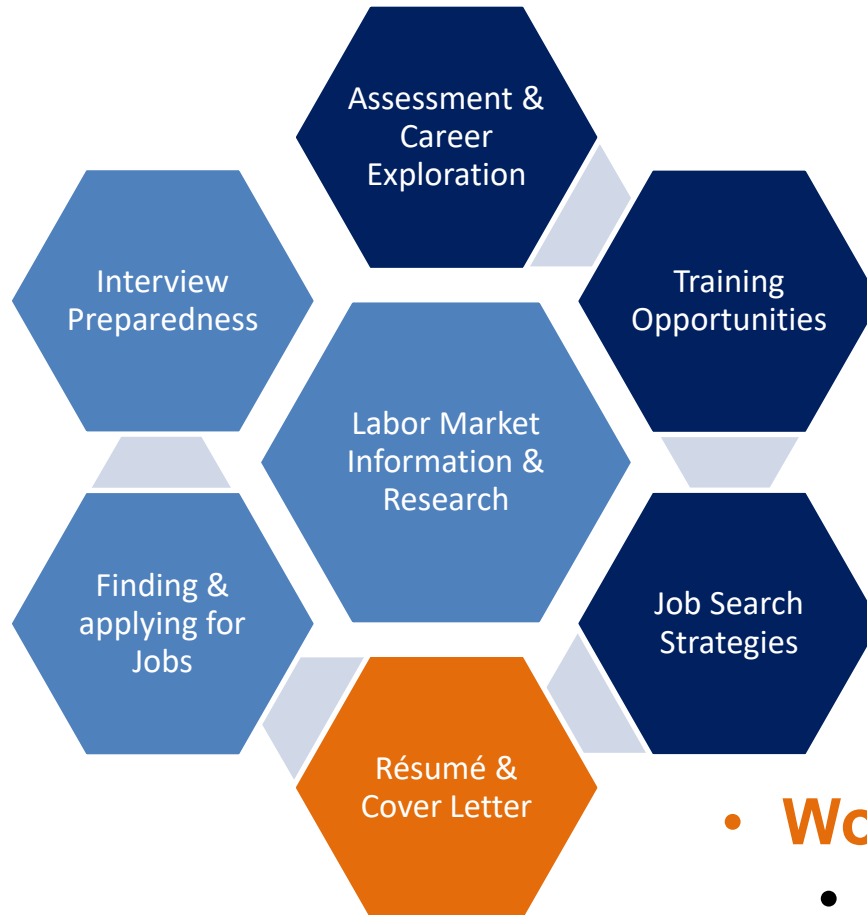 Assessment &
Career
Exploration
Training
Opportunities
Job Search
Strategies
Résumé &
Cover Letter
Finding &
applying for
Jobs
Interview
Preparedness
Labor Market
Information &
Research
•
•